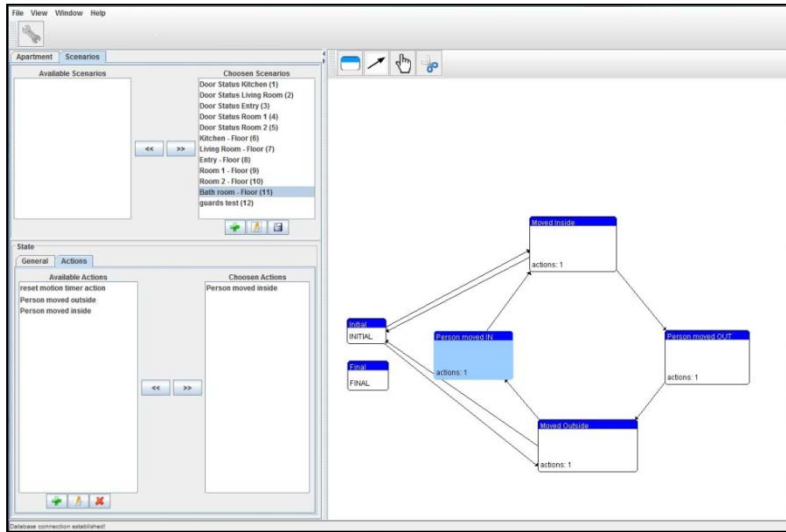 File View Window Help
Apartment Scenarios
Available Scenarios
Choosen Scenarios
Door Status Kitchen (1)
Door Status Living Room (2)
Door Status Entry (3)
Door Status Room 1 (4)
Door Status Room 2 (5)
Kitchen - Floor (6)
Living Room - Floor (7)
Entry - Floor (8)
Room 1 - Floor (9)
Room 2 - Floor (10)
Bath room - Floor (11)
guards test (12)
<< >>
State
General Actions
Available Actions
reset motion timer action
Person moved outside
Person moved inside
Choosen Actions
Person moved inside
<< >>
Database connection established!
Moved Inside
actions: 1
Initial
INITIAL
Person moved IN
actions: 1
Person moved OUT
actions: 1
Final
FINAL
Moved Outside
actions: 1